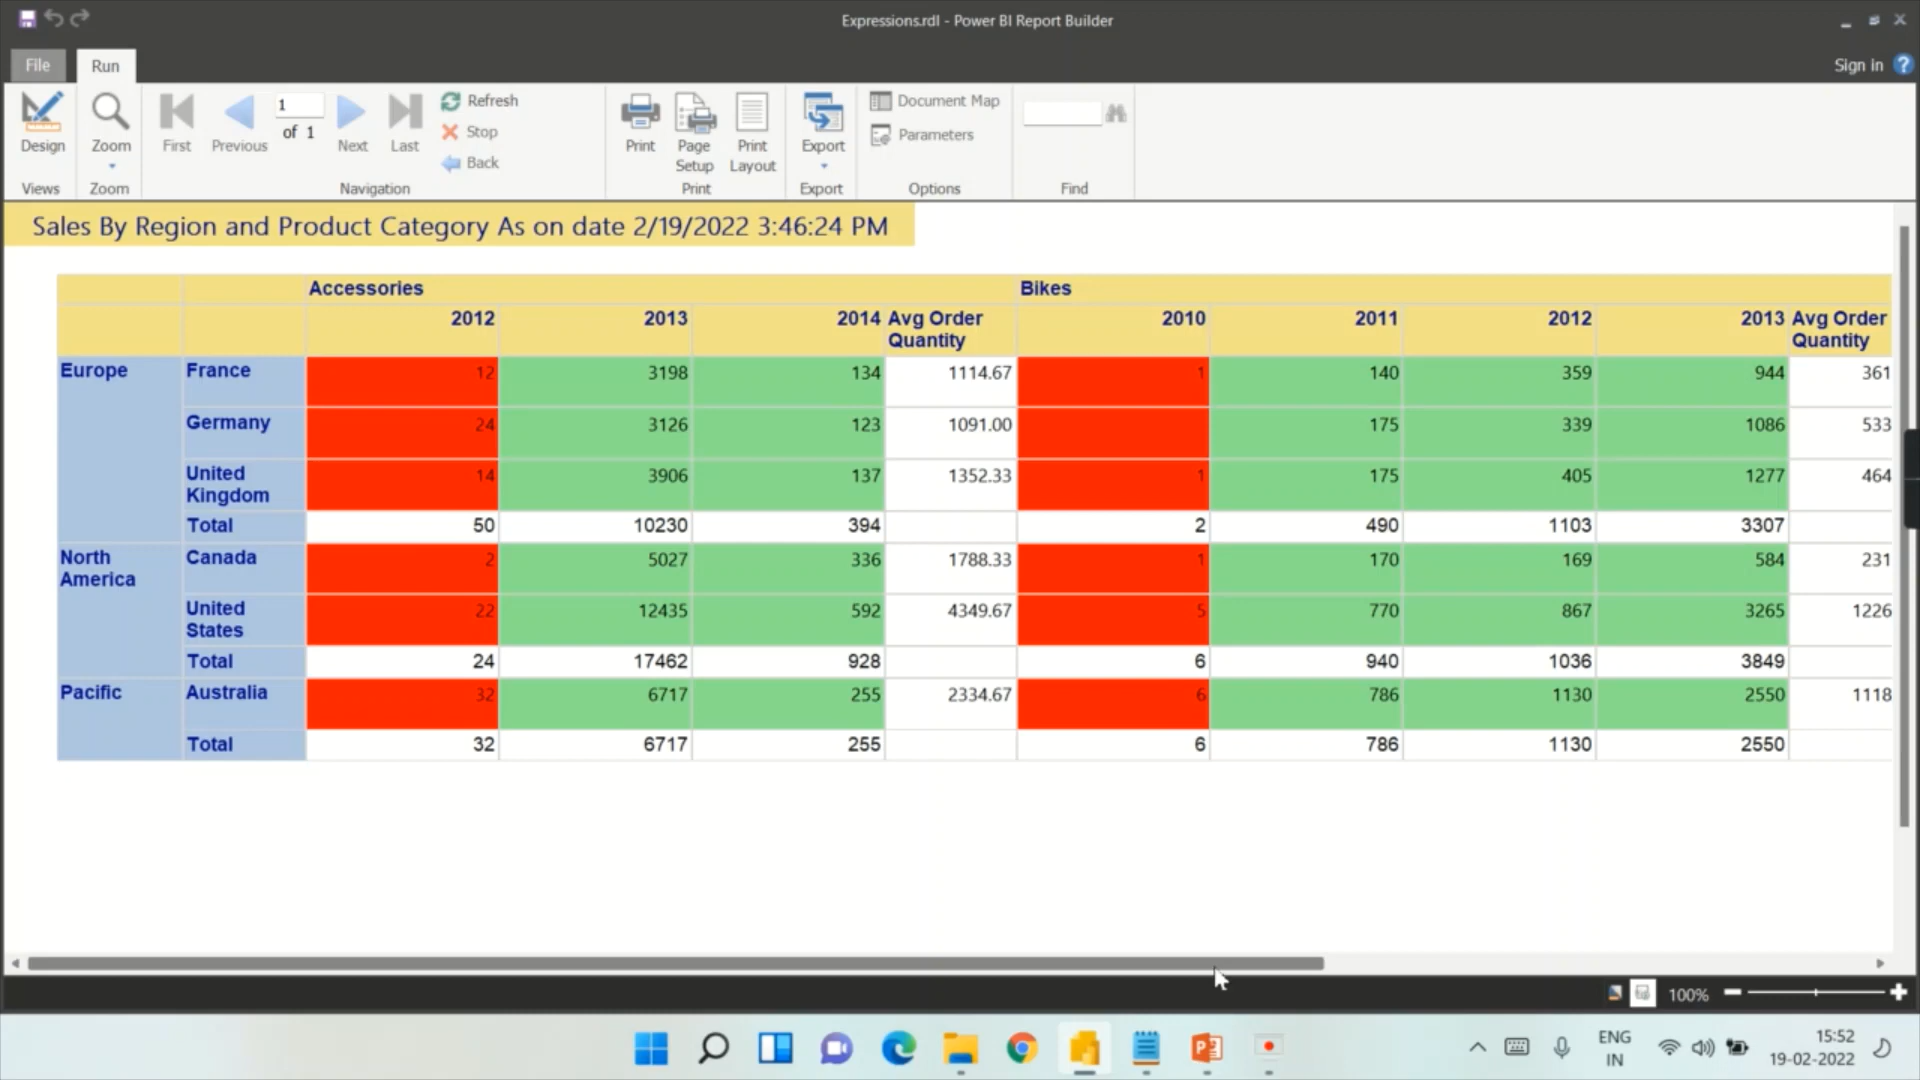 Expressions.rdl - Power BI Report Builder
File Run Sign in ?
Design Zoom First Previous 1 of 1 Next Last Refresh Stop Back Print Page Setup Print Layout Export Document Map Parameters
Views Zoom Navigation Print Export Options Find
Sales By Region and Product Category As on date 2/19/2022 3:46:24 PM
Accessories Bikes
2012 2013 2014 Avg Order Quantity 2010 2011 2012 2013 Avg Order Quantity
Europe France 12 3198 134 1114.67 1 140 359 944 361
Germany 24 3126 123 1091.00 175 339 1086 533
United Kingdom 14 3906 137 1352.33 1 175 405 1277 464
Total 50 10230 394 2 490 1103 3307
North America Canada 2 5027 336 1788.33 1 170 169 584 231
United States 22 12435 592 4349.67 5 770 867 3265 1226
Total 24 17462 928 6 940 1036 3849
Pacific Australia 32 6717 255 2334.67 6 786 1130 2550 1118
Total 32 6717 255 6 786 1130 2550
100%
ENG IN 15:52 19-02-2022